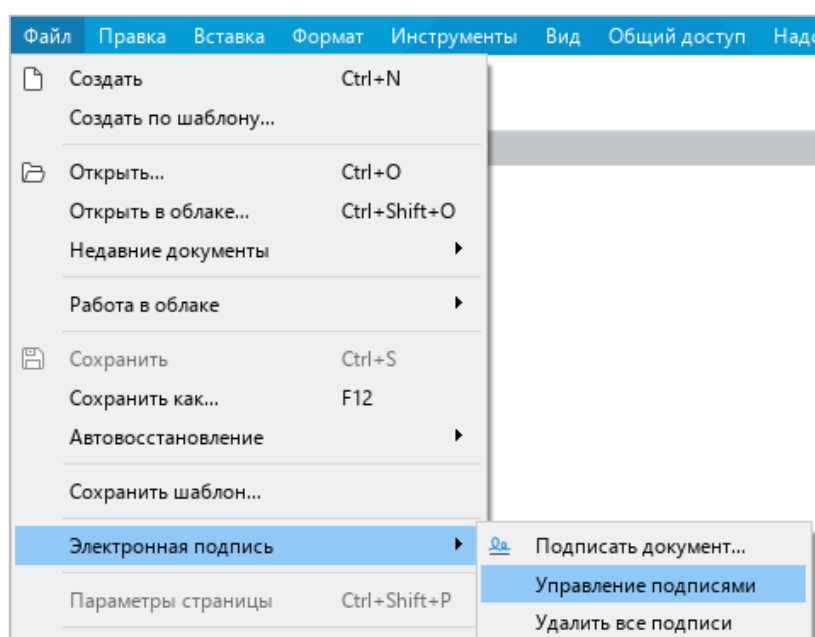 Файл Правка Вставка Формат Инструменты Вид Общий доступ
Создать Ctrl+N
Создать по шаблону...
Открыть... Ctrl+O
Открыть в облаке... Ctrl+Shift+O
Недавние документы
Работа в облаке
Сохранить Ctrl+S
Сохранить как... F12
Автовосстановление
Сохранить шаблон...
Электронная подпись Подписать документ...
Управление подписями
Параметры страницы Ctrl+Shift+P
Удалить все подписи